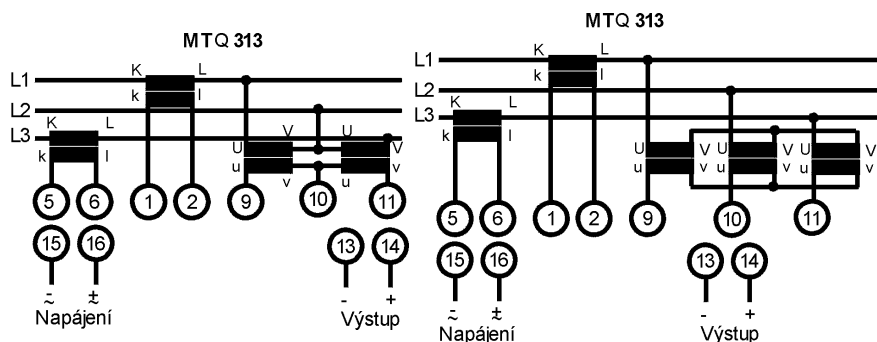 MTQ 313
L1 K L
k l
L2
K L
L3
k l
U V U V
u v u v
5 6 1 2 9 10 11
15 16 13 14
- ~ ± ~ - +
Napájení Výstup
MTQ 313
L1 K L
k l
L2
K L
L3
k l
U V U V U V
u v u v u v
5 6 1 2 9 10 11
15 16 13 14
- ~ ± ~ - +
Napájení Výstup